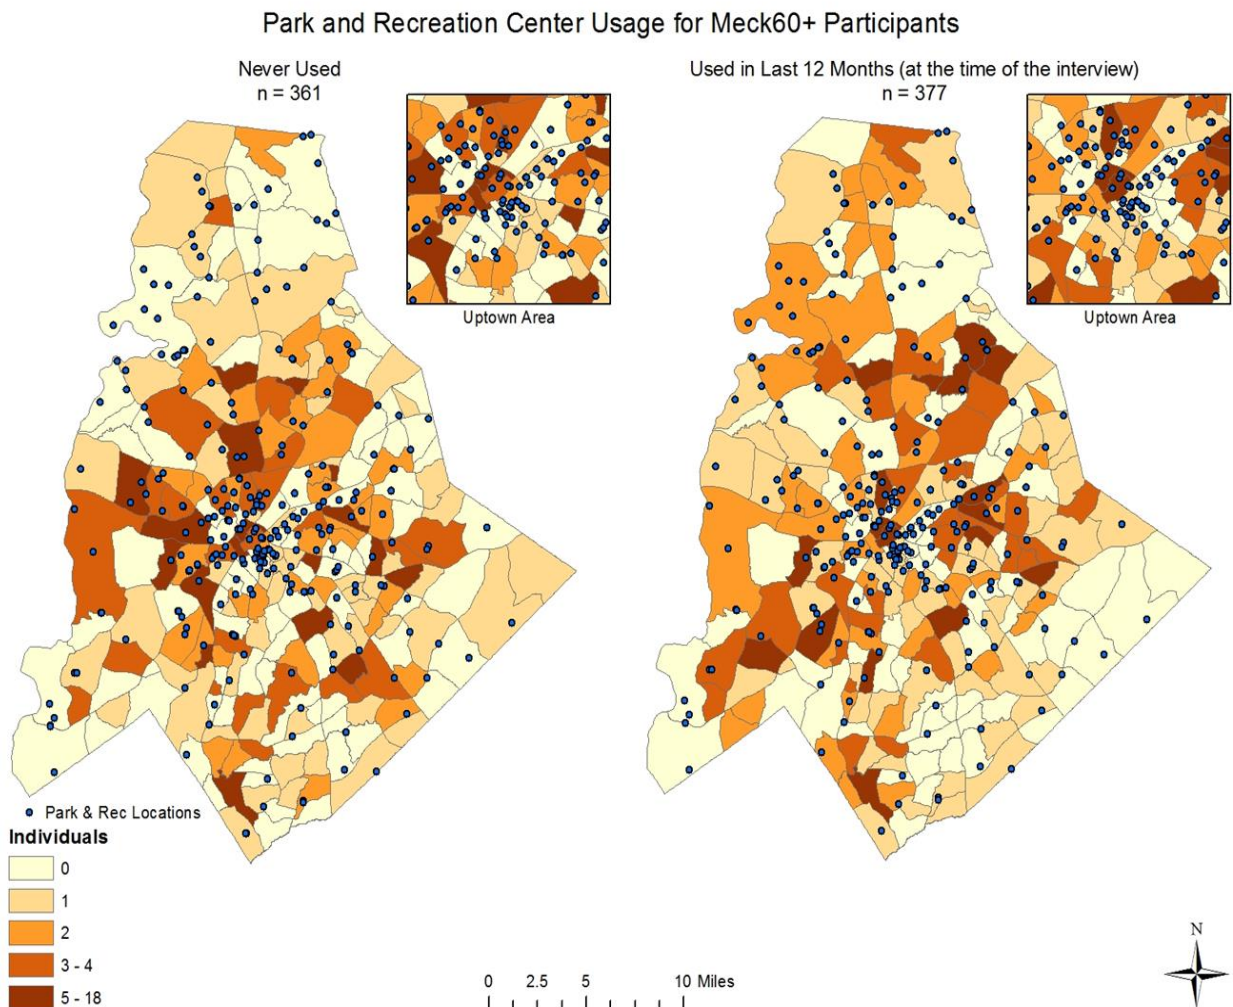 Park and Recreation Center Usage for Meck60+ Participants
Never Used
n = 361
Used in Last 12 Months (at the time of the interview)
n = 377
Uptown Area
Uptown Area
Park & Rec Locations
Individuals
0
1
2
3 - 4
5 - 18
0 2.5 5 10 Miles
N